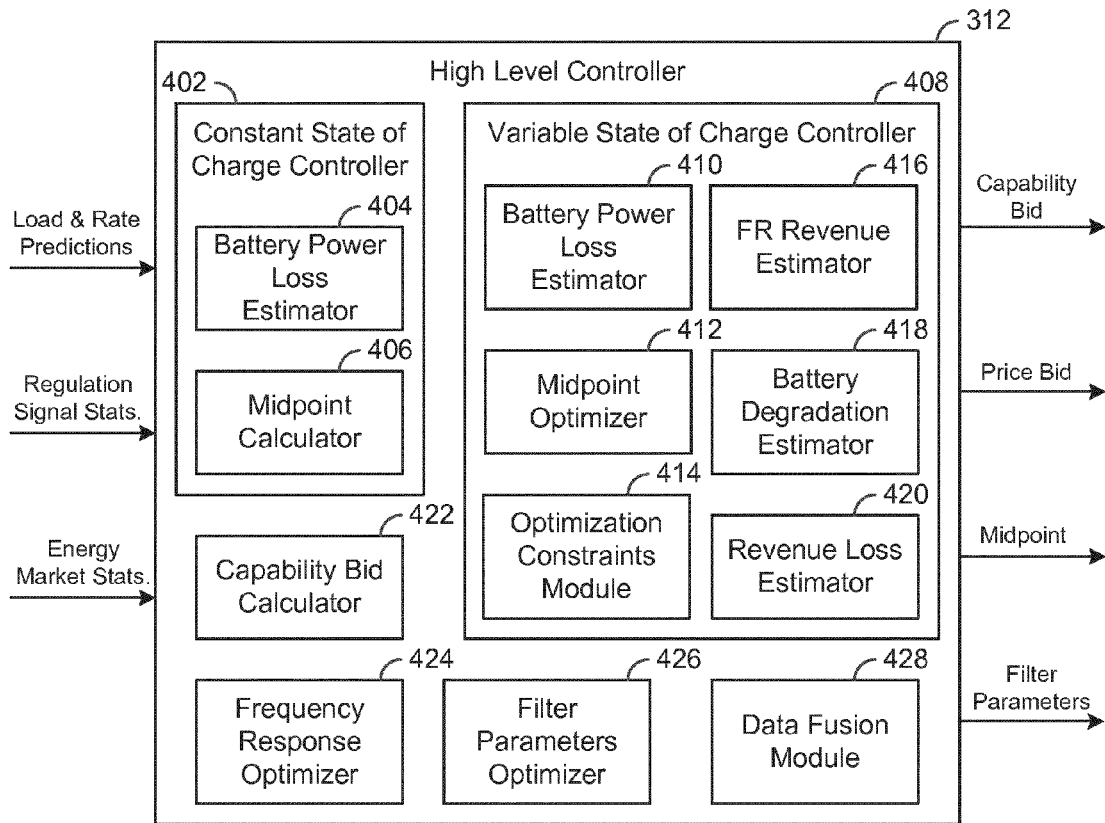 312
High Level Controller
402
Constant State of
Charge Controller
404
Battery Power
Loss
Estimator
406
Midpoint
Calculator
408
Variable State of Charge Controller
410
Battery Power
Loss
Estimator
416
FR Revenue
Estimator
412
Midpoint
Optimizer
418
Battery
Degradation
Estimator
414
Optimization
Constraints
Module
420
Revenue Loss
Estimator
422
Capability Bid
Calculator
424
Frequency
Response
Optimizer
426
Filter
Parameters
Optimizer
428
Data Fusion
Module
Load & Rate
Predictions
Regulation
Signal Stats.
Energy
Market Stats.
Capability
Bid
Price Bid
Midpoint
Filter
Parameters